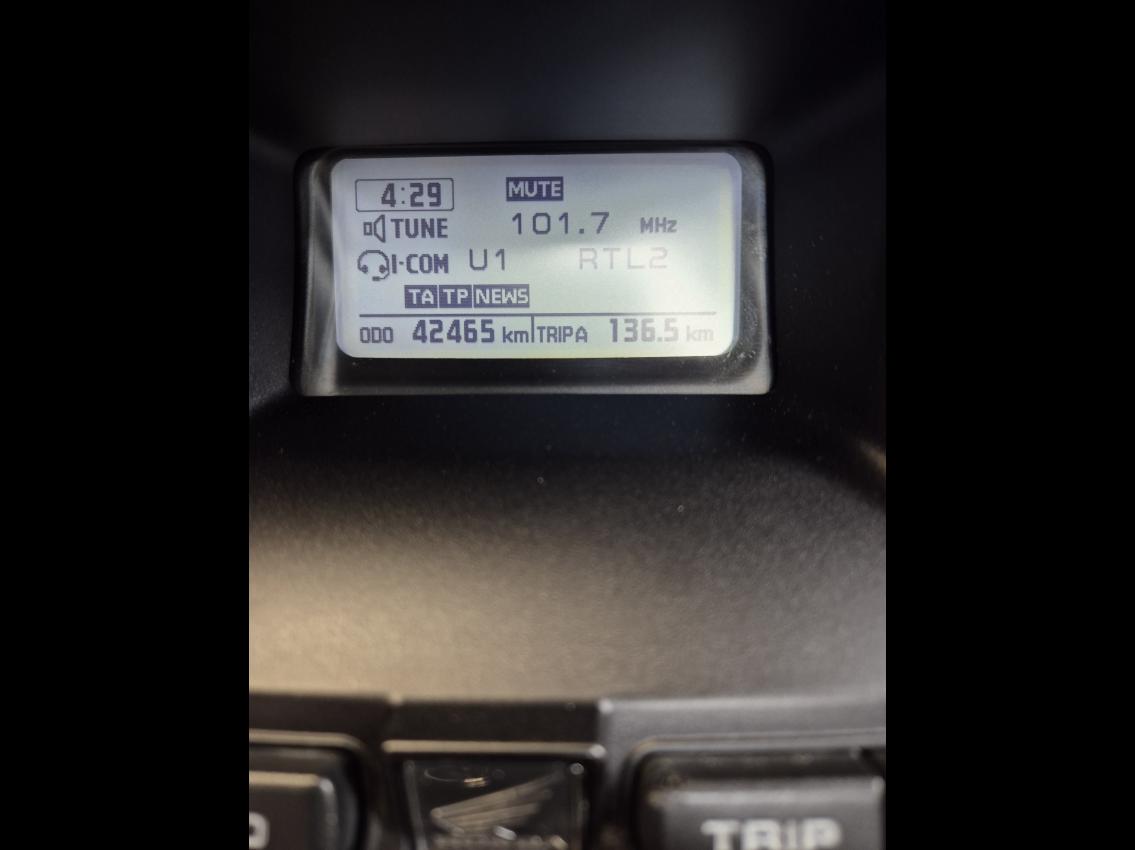 4:29 MUTE
TUNE 101.7 MHz
I-COM U1 RTL2
TA TP NEWS
ODO 42465 km TRIP A 136.5 km
TRIP